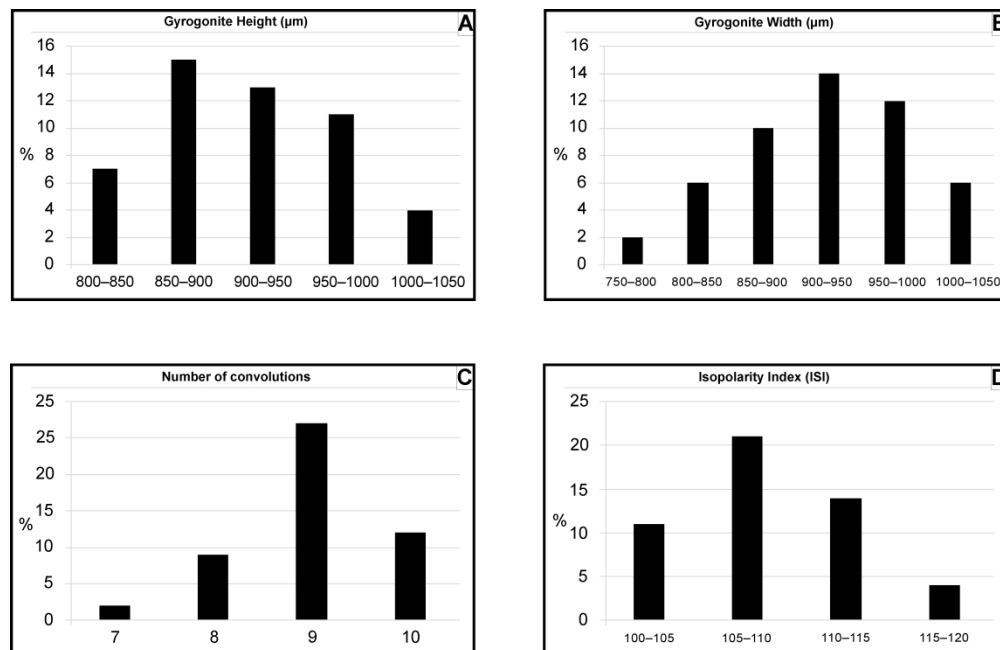 Gyrogonite Height (µm)
A
16
14
12
10
8
6
4
2
0
%
800–850 850–900 900–950 950–1000 1000–1050
Gyrogonite Width (µm)
B
16
14
12
10
8
6
4
2
0
%
750–800 800–850 850–900 900–950 950–1000 1000–1050
Number of convolutions
C
25
25
20
15
10
5
0
%
7 8 9 10
Isopolarity Index (ISI)
D
25
20
15
10
5
0
%
100–105 105–110 110–115 115–120